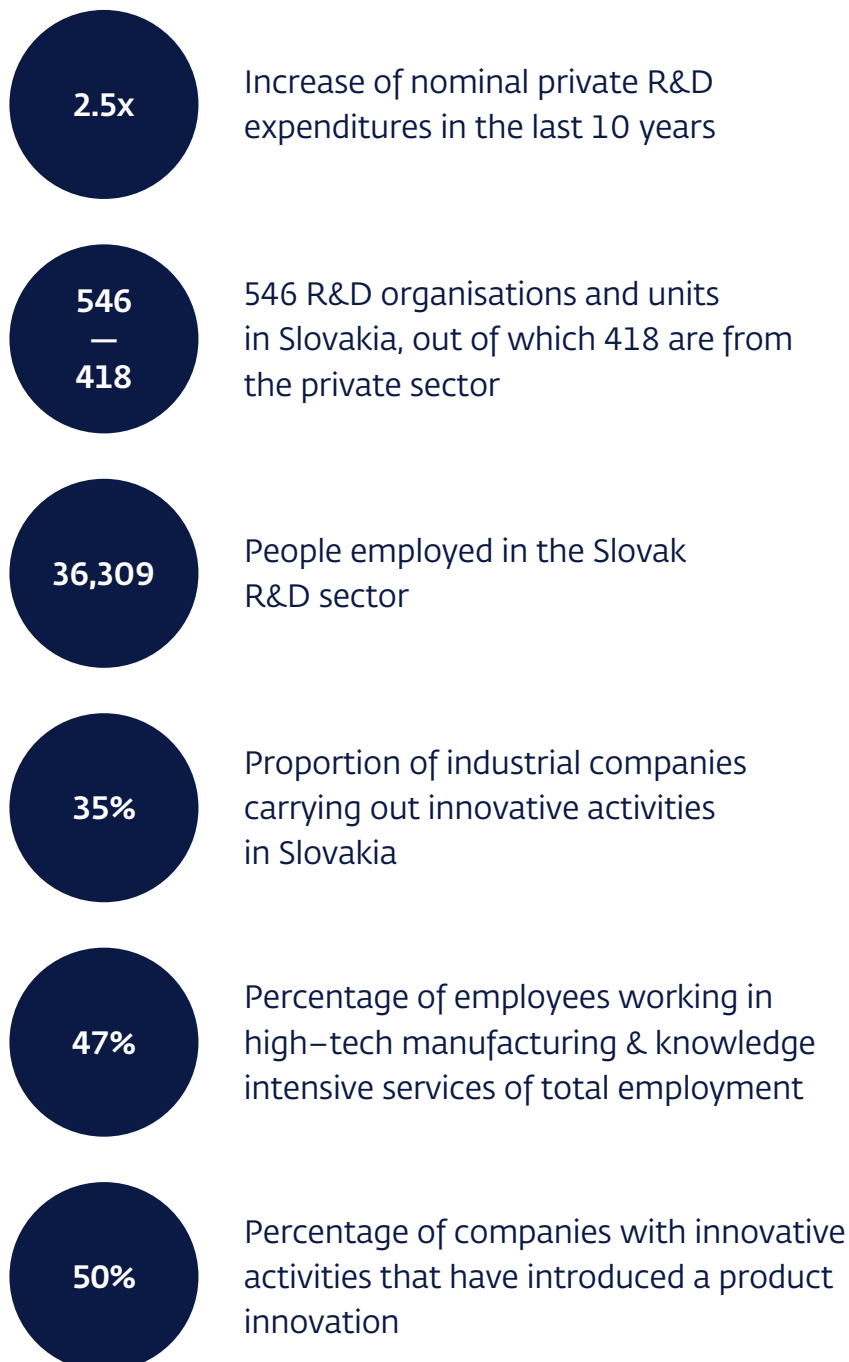 2.5x
Increase of nominal private R&D
expenditures in the last 10 years
546
—
418
546 R&D organisations and units
in Slovakia, out of which 418 are from
the private sector
36,309
People employed in the Slovak
R&D sector
35%
Proportion of industrial companies
carrying out innovative activities
in Slovakia
47%
Percentage of employees working in
high–tech manufacturing & knowledge
intensive services of total employment
50%
Percentage of companies with innovative
activities that have introduced a product
innovation